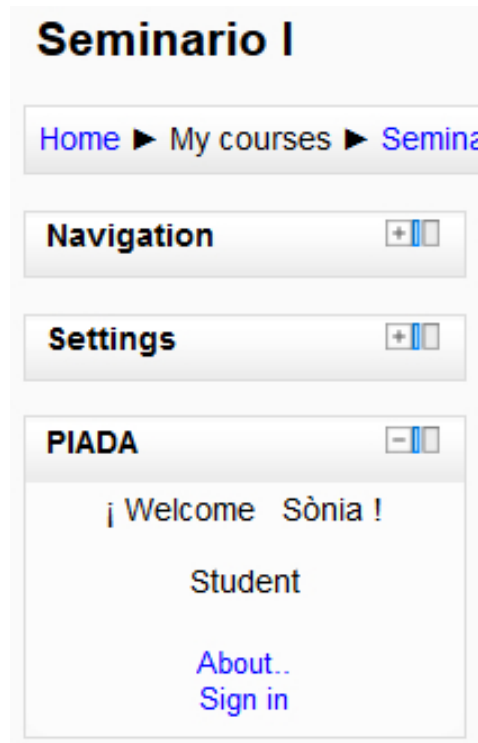 Seminario I
Home ► My courses ► Semina
Navigation
Settings
PIADA
¡ Welcome Sònia !
Student
About..
Sign in